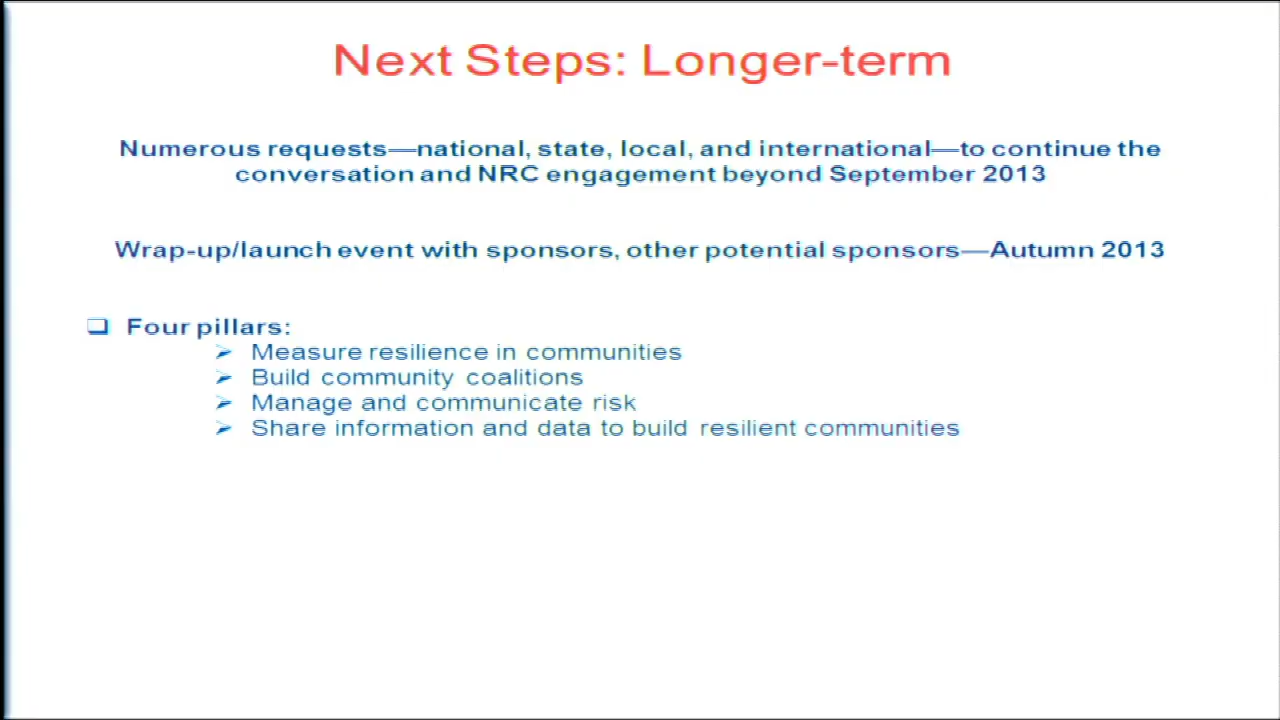 Next Steps: Longer-term
Numerous requests—national, state, local, and international—to continue the
conversation and NRC engagement beyond September 2013
Wrap-up/launch event with sponsors, other potential sponsors—Autumn 2013
❑ Four pillars:
➢ Measure resilience in communities
➢ Build community coalitions
➢ Manage and communicate risk
➢ Share information and data to build resilient communities